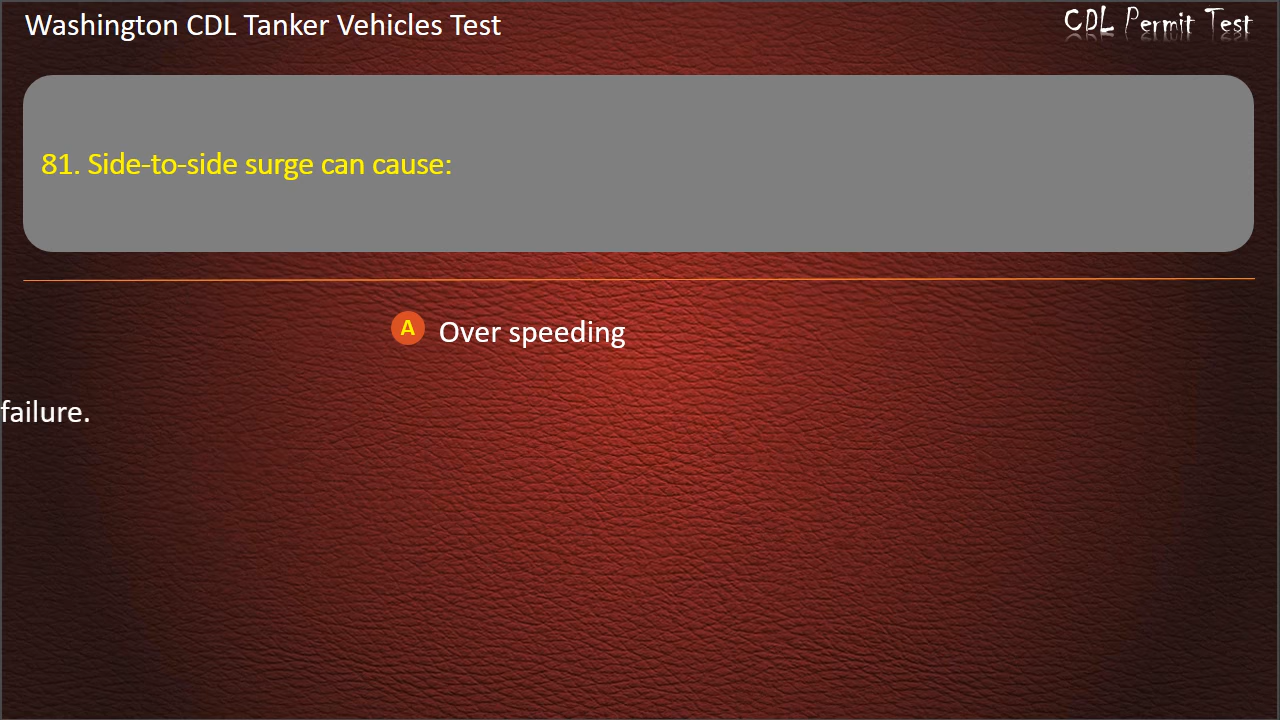 Washington CDL Tanker Vehicles Test
CDL Permit Test
81. Side-to-side surge can cause:
A Over speeding
failure.